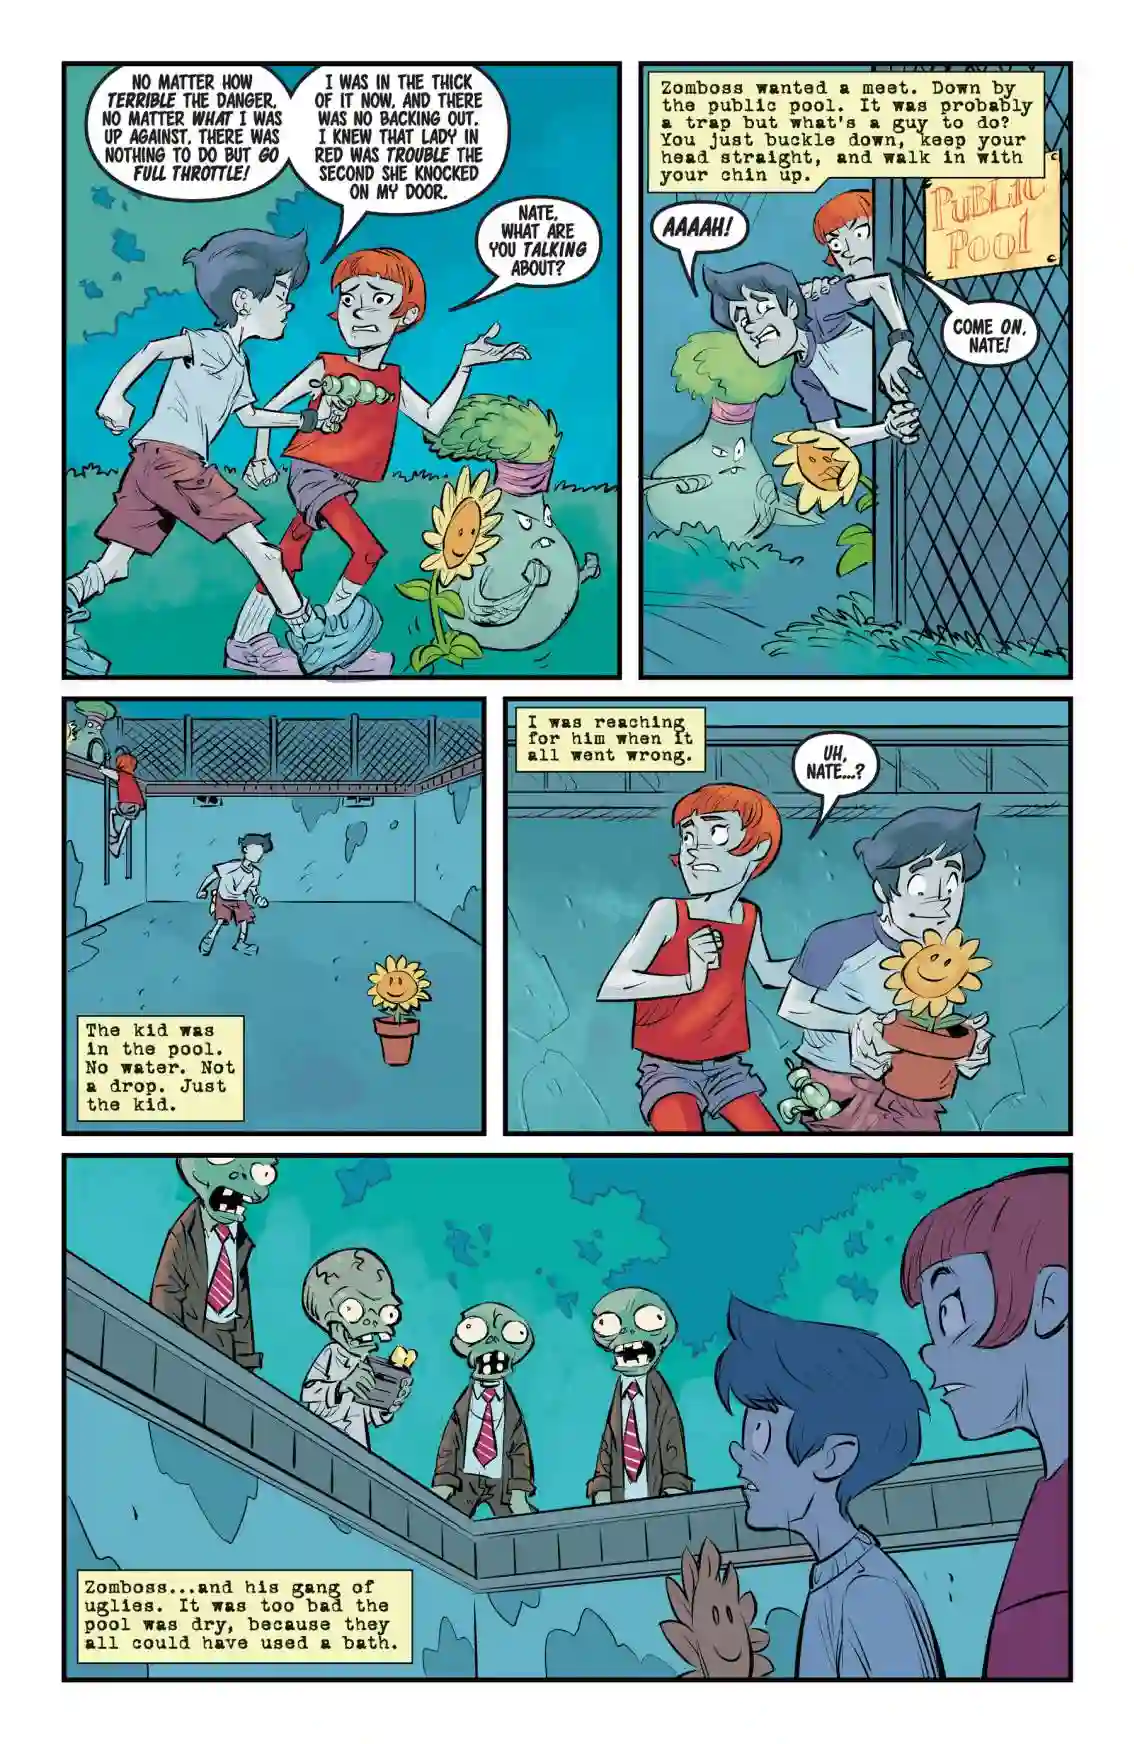 NO MATTER HOW
TERRIBLE THE DANGER,
NO MATTER WHAT I WAS
UP AGAINST, THERE WAS
NOTHING TO DO BUT GO
FULL THROTTLE!
I WAS IN THE THICK
OF IT NOW, AND THERE
WAS NO BACKING OUT.
I KNEW THAT LADY IN
RED WAS TROUBLE THE
SECOND SHE KNOCKED
ON MY DOOR.
NATE,
WHAT ARE
YOU TALKING
ABOUT?
Zomboss wanted a meet. Down by
the public pool. It was probably
a trap but what's a guy to do?
You just buckle down, keep your
head straight, and walk in with
your chin up.
PUBLIC
POOL
AAAAH!
COME ON,
NATE!
The kid was
in the pool.
No water. Not
a drop. Just
the kid.
I was reaching
for him when it
all went wrong.
UH,
NATE...?
Zomboss...and his gang of
uglies. It was too bad the
pool was dry, because they
all could have used a bath.